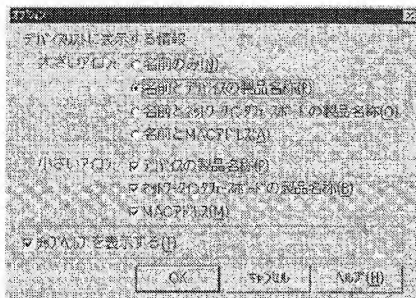 オプション
デバイスリストに表示する情報
大きいアイコン: 名前のみ(N)
名前とデバイスの製品名称(P)
名前とネットワークインタフェースボードの製品名称(O)
名前とMACアドレス(A)
小さいアイコン: デバイスの製品名称(P)
ネットワークインタフェースボードの製品名称(B)
MACアドレス(M)
チップヘルプを表示する(T)
OK キャンセル ヘルプ(H)